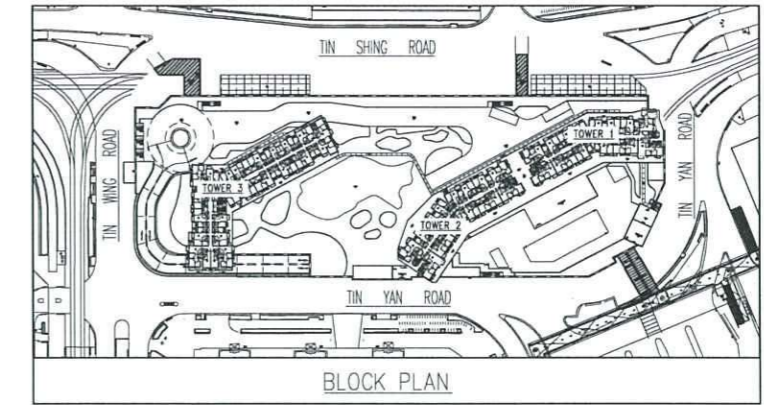 TIN SHING ROAD
TIN WING ROAD
TOWER 1
TIN YAN ROAD
TOWER 3
TOWER 2
TIN YAN ROAD
BLOCK PLAN